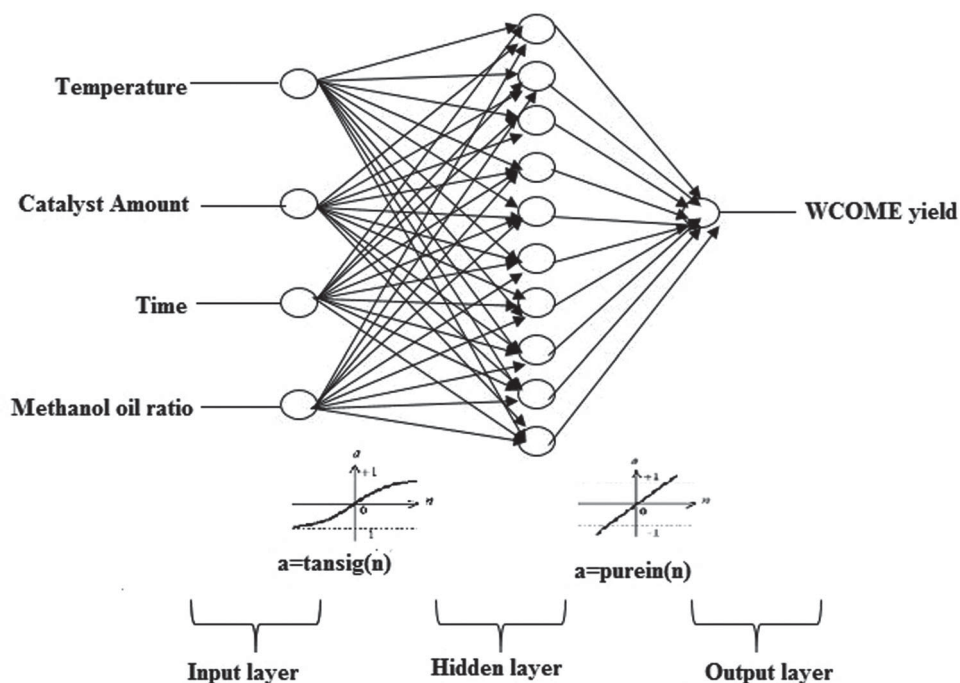 Temperature
Catalyst Amount
WCOME yield
Time
Methanol oil ratio
a
+1
n
0
1
a=tansig(n)
a
+1
n
0
-1
a=purein(n)
Input layer
Hidden layer
Output layer